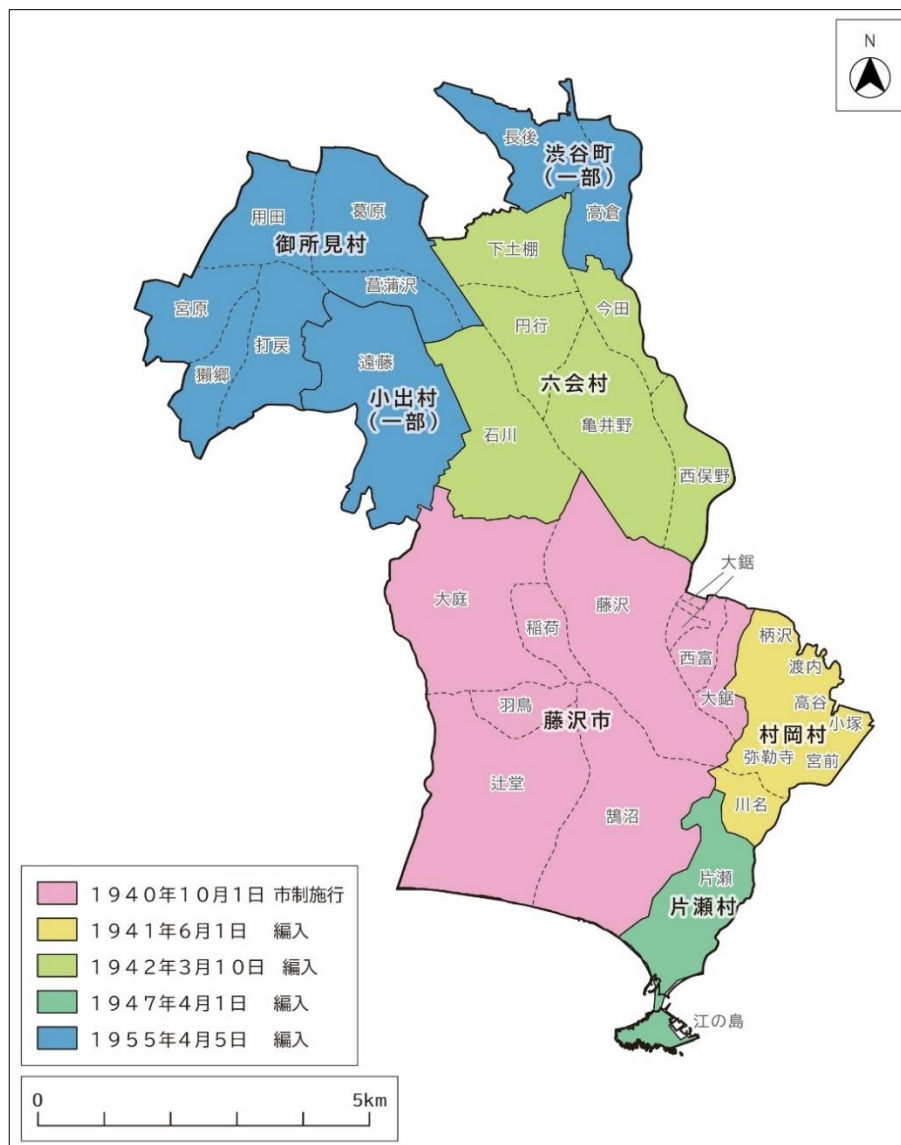 N
長後
渋谷町
（一部）
高倉
用田
葛原
御所見村
下土棚
菖蒲沢
宮原
今田
打戻
円行
遠藤
獺郷
六会村
小出村
（一部）
石川
亀井野
西俣野
大鋸
大庭
藤沢
稲荷
柄沢
西富
渡内
大鋸
高谷
羽鳥
小塚
藤沢市
村岡村
弥勒寺
宮前
辻堂
川名
鵠沼
片瀬
片瀬村
江の島
１９４０年１０月１日 市制施行
１９４１年６月１日 編入
１９４２年３月１０日 編入
１９４７年４月１日 編入
１９５５年４月５日 編入
0 5km